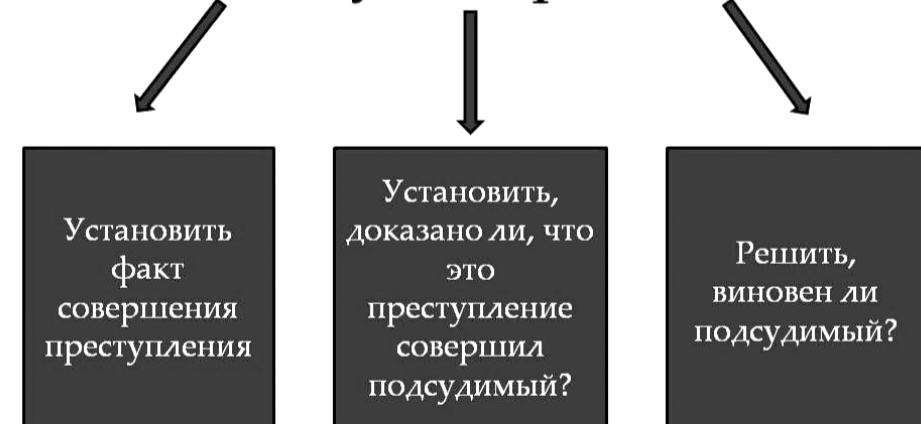 Установить
факт
совершения
преступления
Установить,
доказано ли, что
это
преступление
совершил
подсудимый?
Решить,
виновен ли
подсудимый?